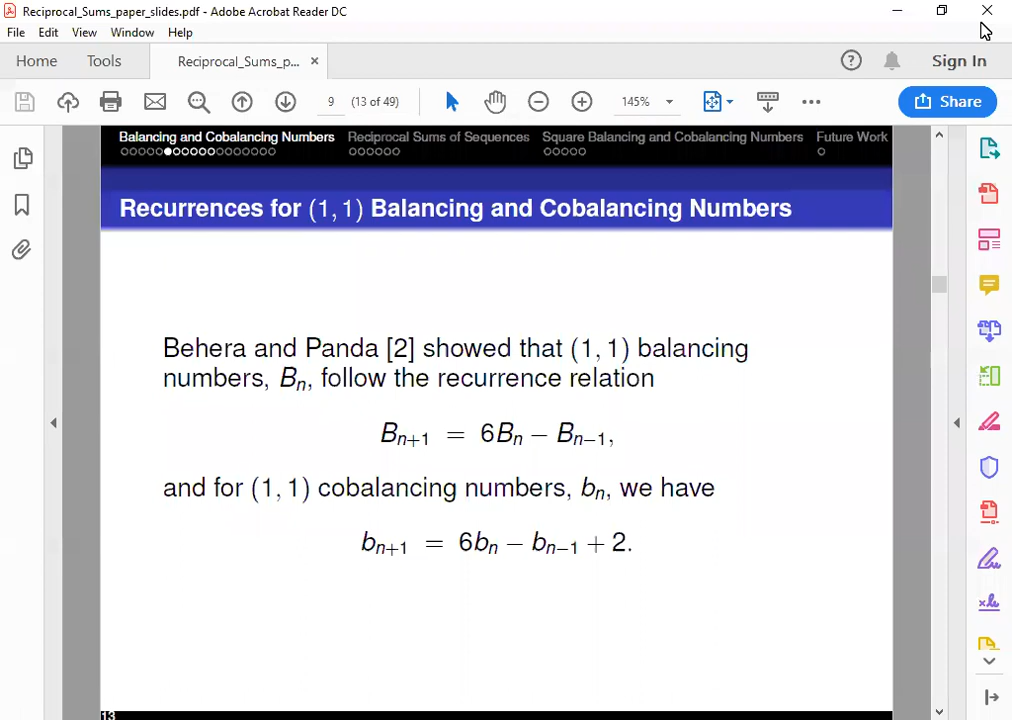 Reciprocal_Sums_paper_slides.pdf - Adobe Acrobat Reader DC
File Edit View Window Help
Home Tools Reciprocal_Sums_p... × Sign In
9 (13 of 49) 145% Share
Balancing and Cobalancing Numbers Reciprocal Sums of Sequences Square Balancing and Cobalancing Numbers Future Work
Recurrences for (1, 1) Balancing and Cobalancing Numbers
Behera and Panda [2] showed that (1, 1) balancing
numbers, Bₙ, follow the recurrence relation
Bₙ₊₁ = 6Bₙ − Bₙ₋₁,
and for (1, 1) cobalancing numbers, bₙ, we have
bₙ₊₁ = 6bₙ − bₙ₋₁ + 2.
13